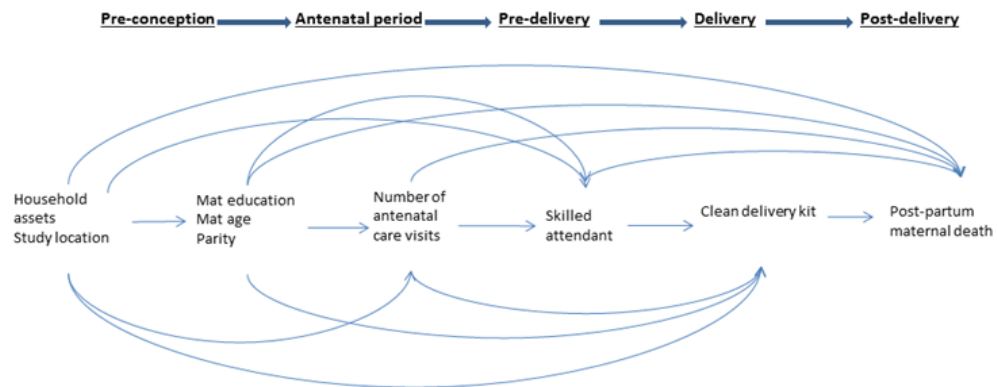 Pre-conception Antenatal period Pre-delivery Delivery Post-delivery
Household
assets
Study location
Mat education
Mat age
Parity
Number of
antenatal
care visits
Skilled
attendant
Clean delivery kit
Post-partum
maternal death